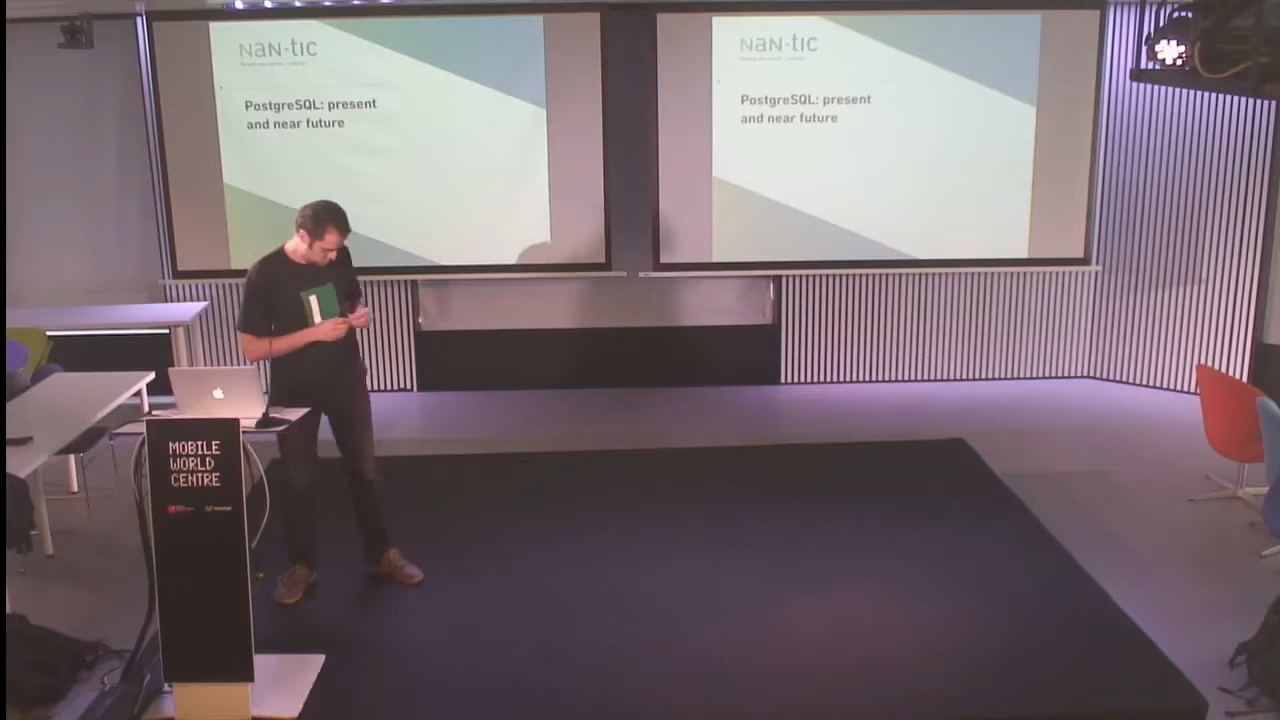 NaN-tic
PostgreSQL: present
and near future
NaN-tic
PostgreSQL: present
and near future
MOBILE
WORLD
CENTRE